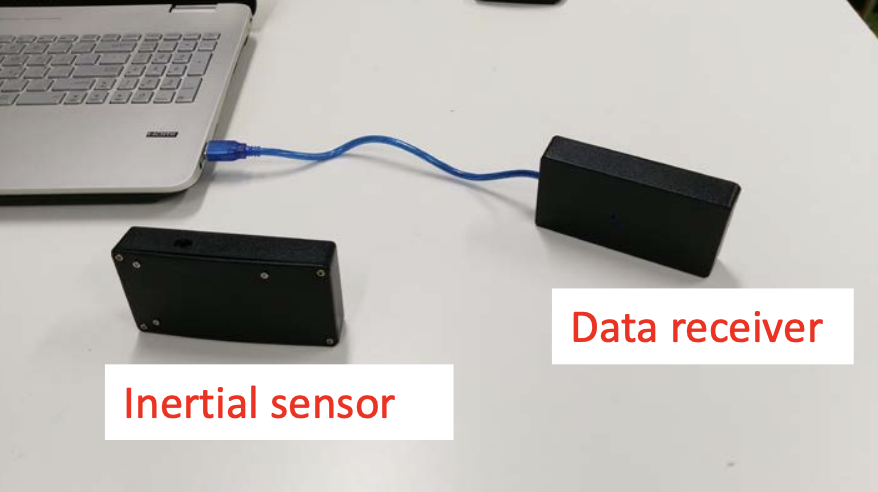 Data receiver
Inertial sensor